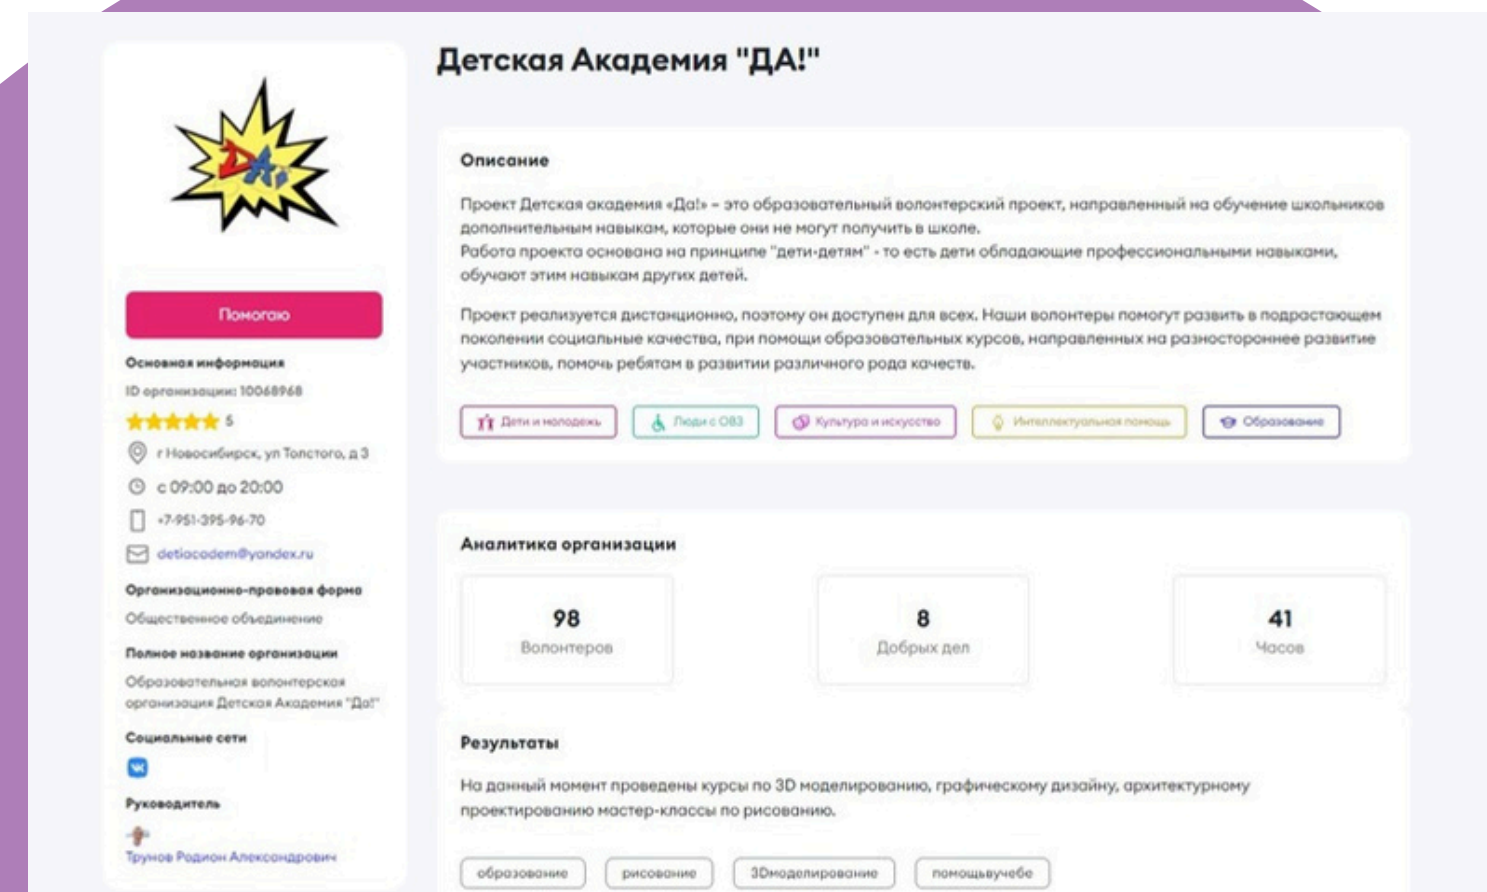 Детская Академия "ДА!"
ДА!
Помогаю
Основная информация
ID организации: 10068968
5
г Новосибирск, ул Толстого, д 3
с 09:00 до 20:00
+7-951-395-96-70
detiacadem@yandex.ru
Организационно-правовая форма
Общественное объединение
Полное название организации
Образовательная волонтерская
организация Детская Академия "Да!"
Социальные сети
Руководитель
Трунов Родион Александрович
Описание
Проект Детская академия «Да!» – это образовательный волонтерский проект, направленный на обучение школьников
дополнительным навыкам, которые они не могут получить в школе.
Работа проекта основана на принципе "дети-детям" - то есть дети обладающие профессиональными навыками,
обучают этим навыкам других детей.
Проект реализуется дистанционно, поэтому он доступен для всех. Наши волонтеры помогут развить в подрастающем
поколении социальные качества, при помощи образовательных курсов, направленных на разностороннее развитие
участников, помочь ребятам в развитии различного рода качеств.
Дети и молодежь
Люди с ОВЗ
Культура и искусство
Интеллектуальная помощь
Образование
Аналитика организации
98
Волонтеров
8
Добрых дел
41
Часов
Результаты
На данный момент проведены курсы по 3D моделированию, графическому дизайну, архитектурному
проектированию мастер-классы по рисованию.
образование
рисование
3Dмоделирование
помощьвучебе